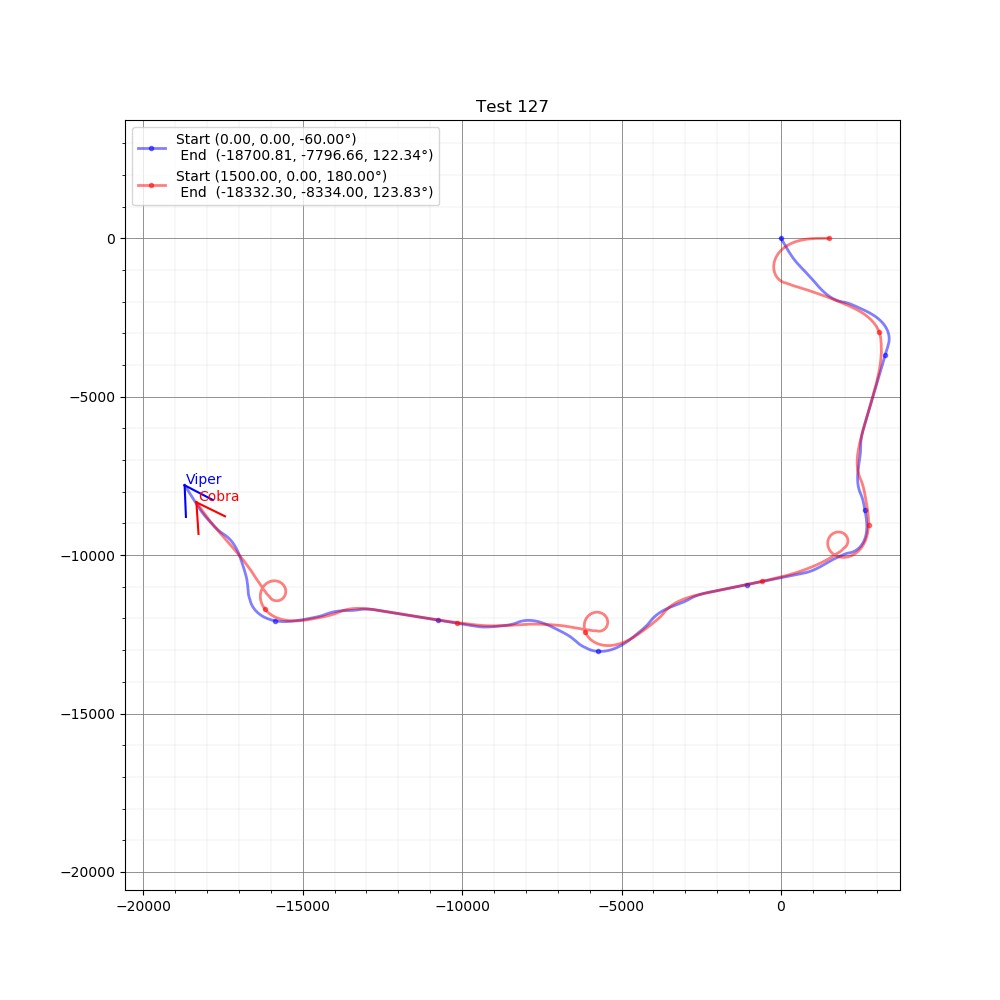 Test 127
Start (0.00, 0.00, -60.00°)
End (-18700.81, -7796.66, 122.34°)
Start (1500.00, 0.00, 180.00°)
End (-18332.30, -8334.00, 123.83°)
0
−5000
Viper
Cobra
−10000
−15000
−20000
−20000 −15000 −10000 −5000 0